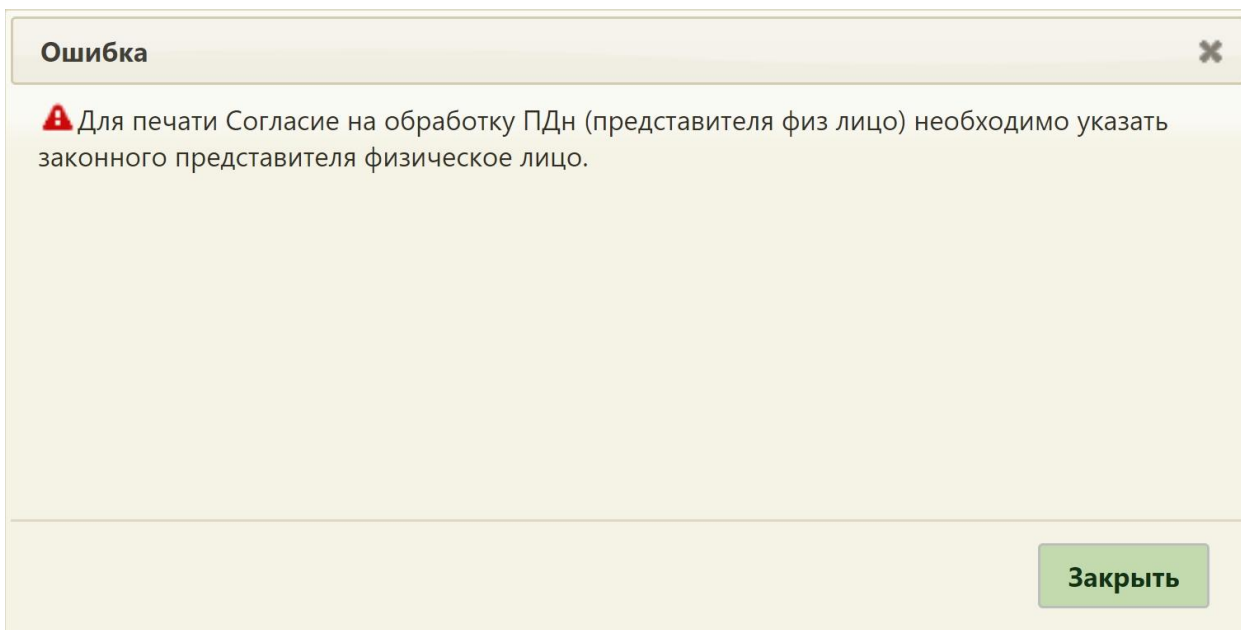 Ошибка
Для печати Согласие на обработку ПДн (представителя физ лицо) необходимо указать
законного представителя физическое лицо.
Закрыть